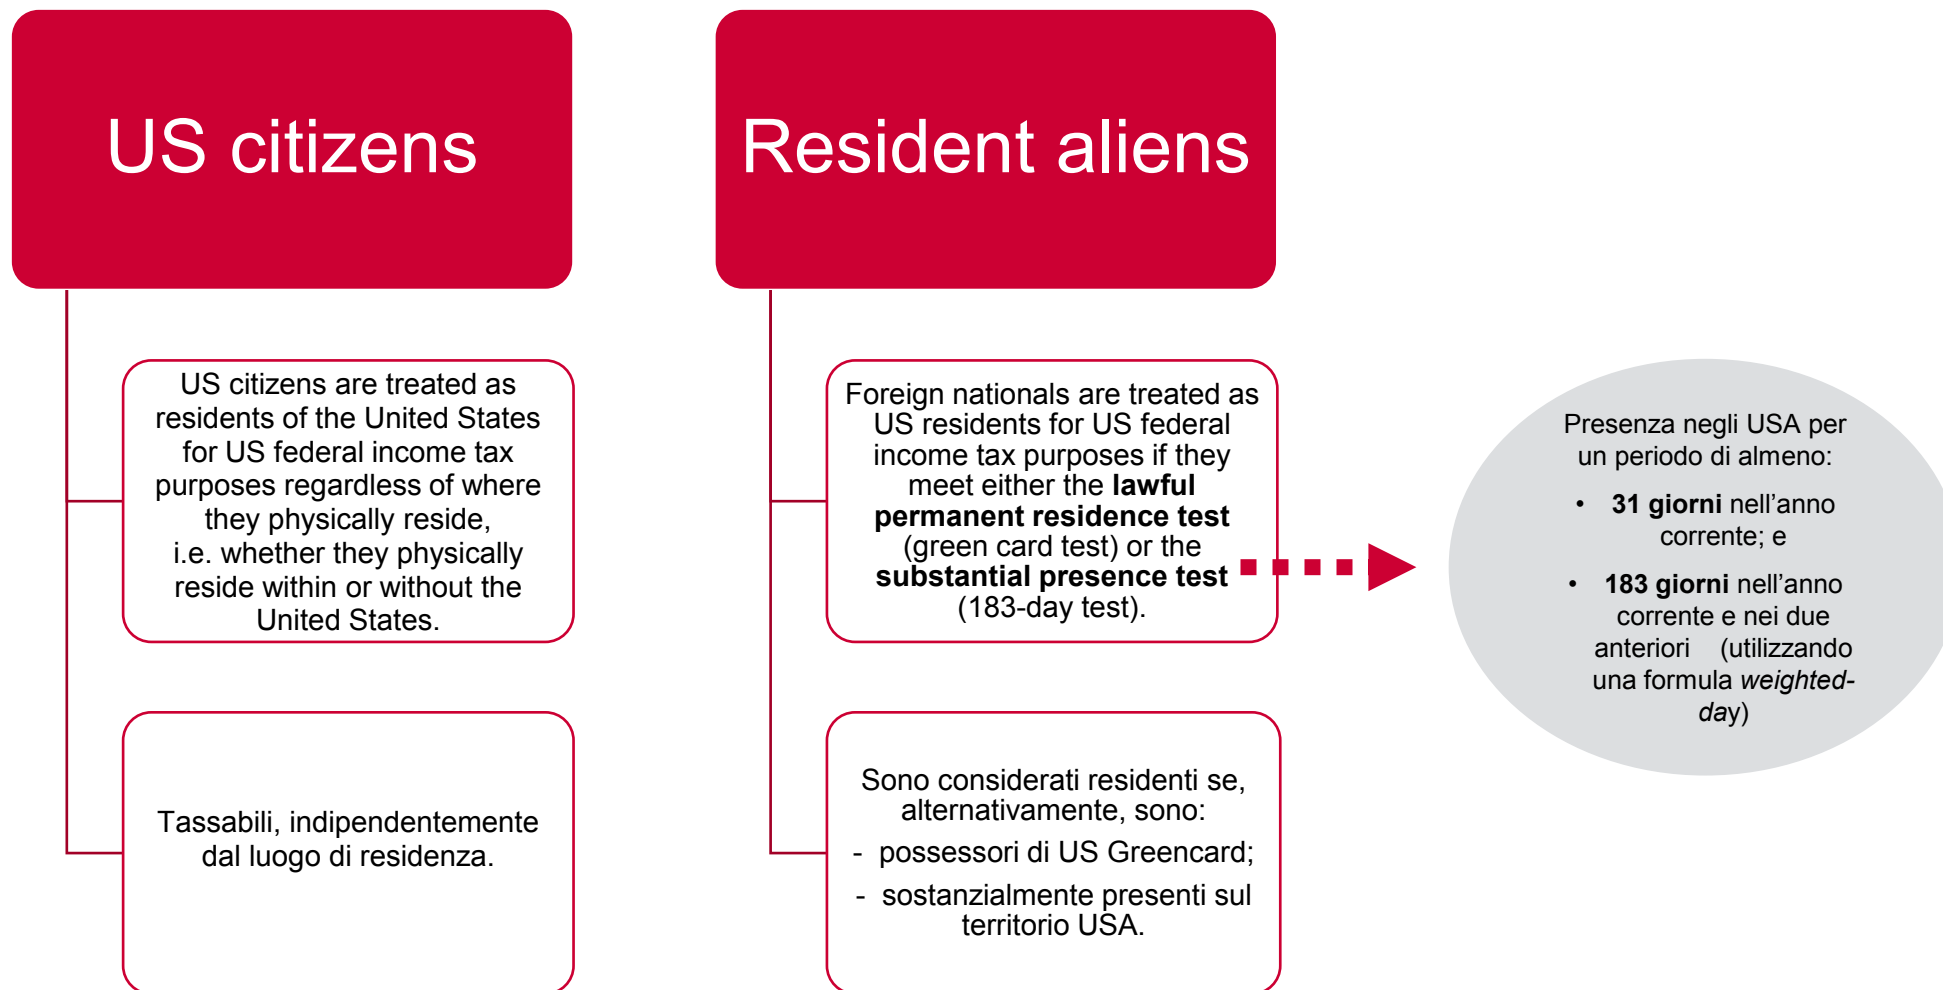 US citizens
US citizens are treated as
residents of the United States
for US federal income tax
purposes regardless of where
they physically reside,
i.e. whether they physically
reside within or without the
United States.
Tassabili, indipendentemente
dal luogo di residenza.
Resident aliens
Foreign nationals are treated as
US residents for US federal
income tax purposes if they
meet either the lawful
permanent residence test
(green card test) or the
substantial presence test
(183-day test).
Sono considerati residenti se,
alternativamente, sono:
- possessori di US Greencard;
- sostanzialmente presenti sul
territorio USA.
Presenza negli USA per
un periodo di almeno:
• 31 giorni nell’anno
corrente; e
• 183 giorni nell’anno
corrente e nei due
anteriori (utilizzando
una formula weighted-
day)